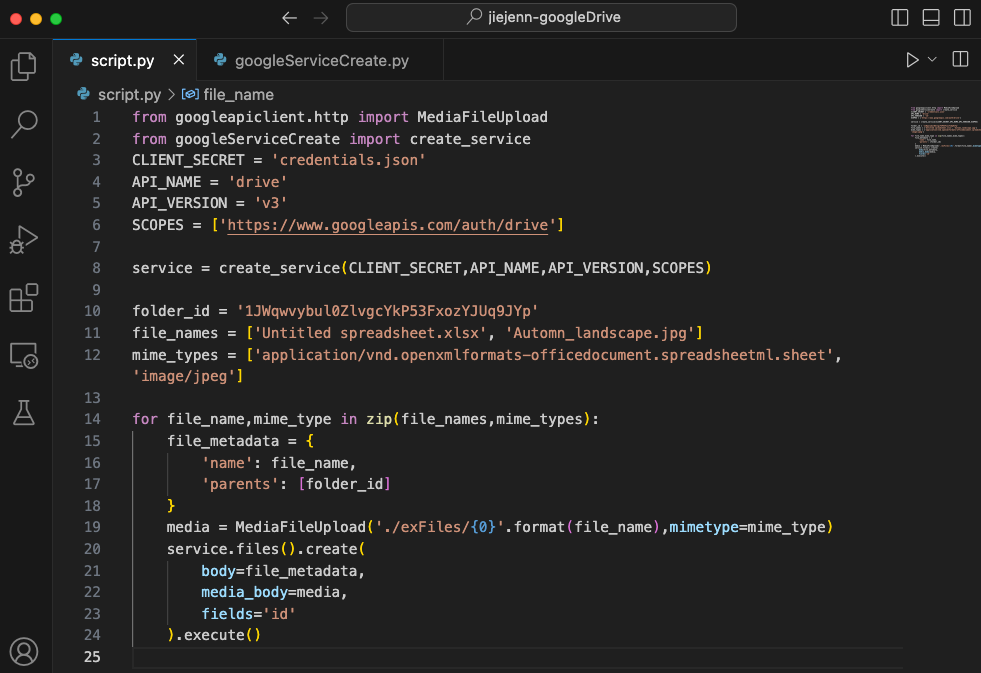 jiejenn-googleDrive
script.py
googleServiceCreate.py
script.py > file_name
1 from googleapiclient.http import MediaFileUpload
2 from googleServiceCreate import create_service
3 CLIENT_SECRET = 'credentials.json'
4 API_NAME = 'drive'
5 API_VERSION = 'v3'
6 SCOPES = ['https://www.googleapis.com/auth/drive']
7
8 service = create_service(CLIENT_SECRET,API_NAME,API_VERSION,SCOPES)
9
10 folder_id = '1JWqwvybul0ZlvgcYkP53FxozYJUq9JYp'
11 file_names = ['Untitled spreadsheet.xlsx', 'Automn_landscape.jpg']
12 mime_types = ['application/vnd.openxmlformats-officedocument.spreadsheetml.sheet',
'image/jpeg']
13
14 for file_name,mime_type in zip(file_names,mime_types):
15     file_metadata = {
16         'name': file_name,
17         'parents': [folder_id]
18     }
19     media = MediaFileUpload('./exFiles/{0}'.format(file_name),mimetype=mime_type)
20     service.files().create(
21         body=file_metadata,
22         media_body=media,
23         fields='id'
24     ).execute()
25